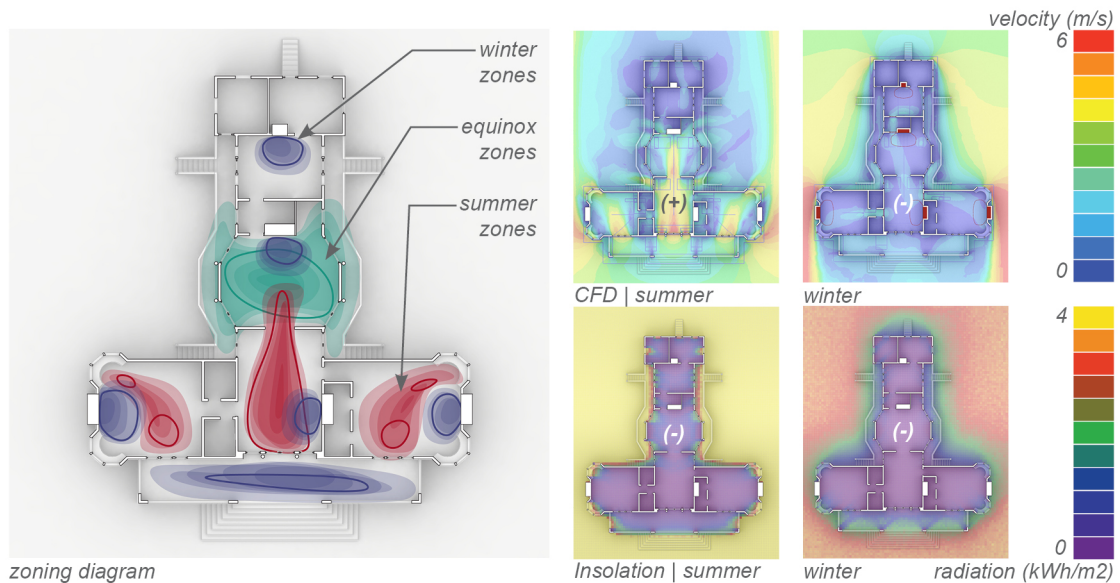 winter
zones
equinox
zones
summer
zones
zoning diagram
velocity (m/s)
6
0
(+)
(-)
CFD | summer
winter
4
0
(-)
(-)
Insolation | summer
winter
radiation (kWh/m2)